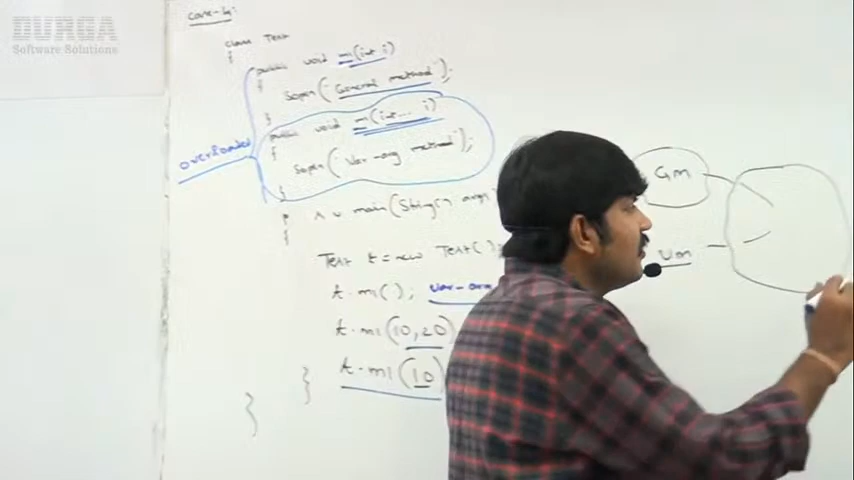 DURGA
Software Solutions
case-4:
class Test
{
public void m1(int i)
{
sopln("General method");
}
overloaded
public void m1(int... i)
{
sopln("Var-arg method");
}
p s v main(String[] args
{
Test t = new Test();
t.m1();
t.m1(10,20)
t.m1(10)
}
}
GM
VM